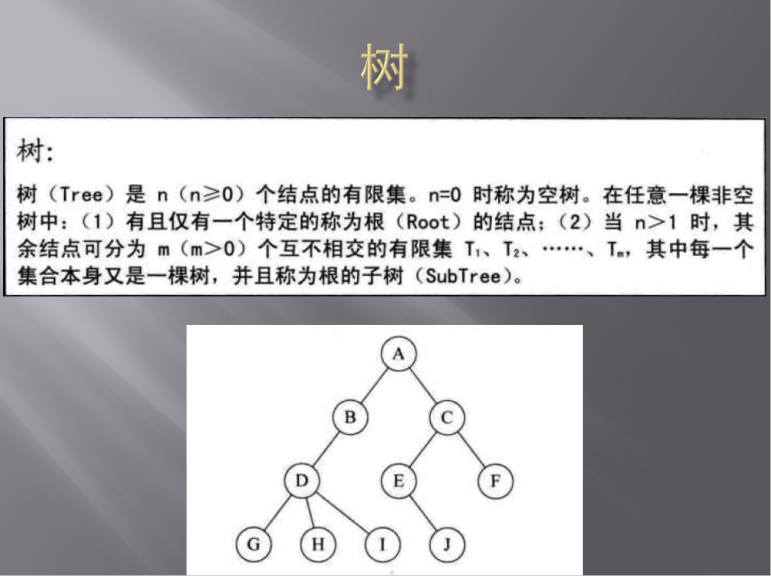 树
树:
树（Tree）是 n（n≥0）个结点的有限集。n=0 时称为空树。在任意一棵非空
树中：（1）有且仅有一个特定的称为根（Root）的结点；（2）当 n>1 时，其
余结点可分为 m（m>0）个互不相交的有限集 T₁、T₂、……、Tₘ，其中每一个
集合本身又是一棵树，并且称为根的子树（SubTree）。
A
B C
D E F
G H I J